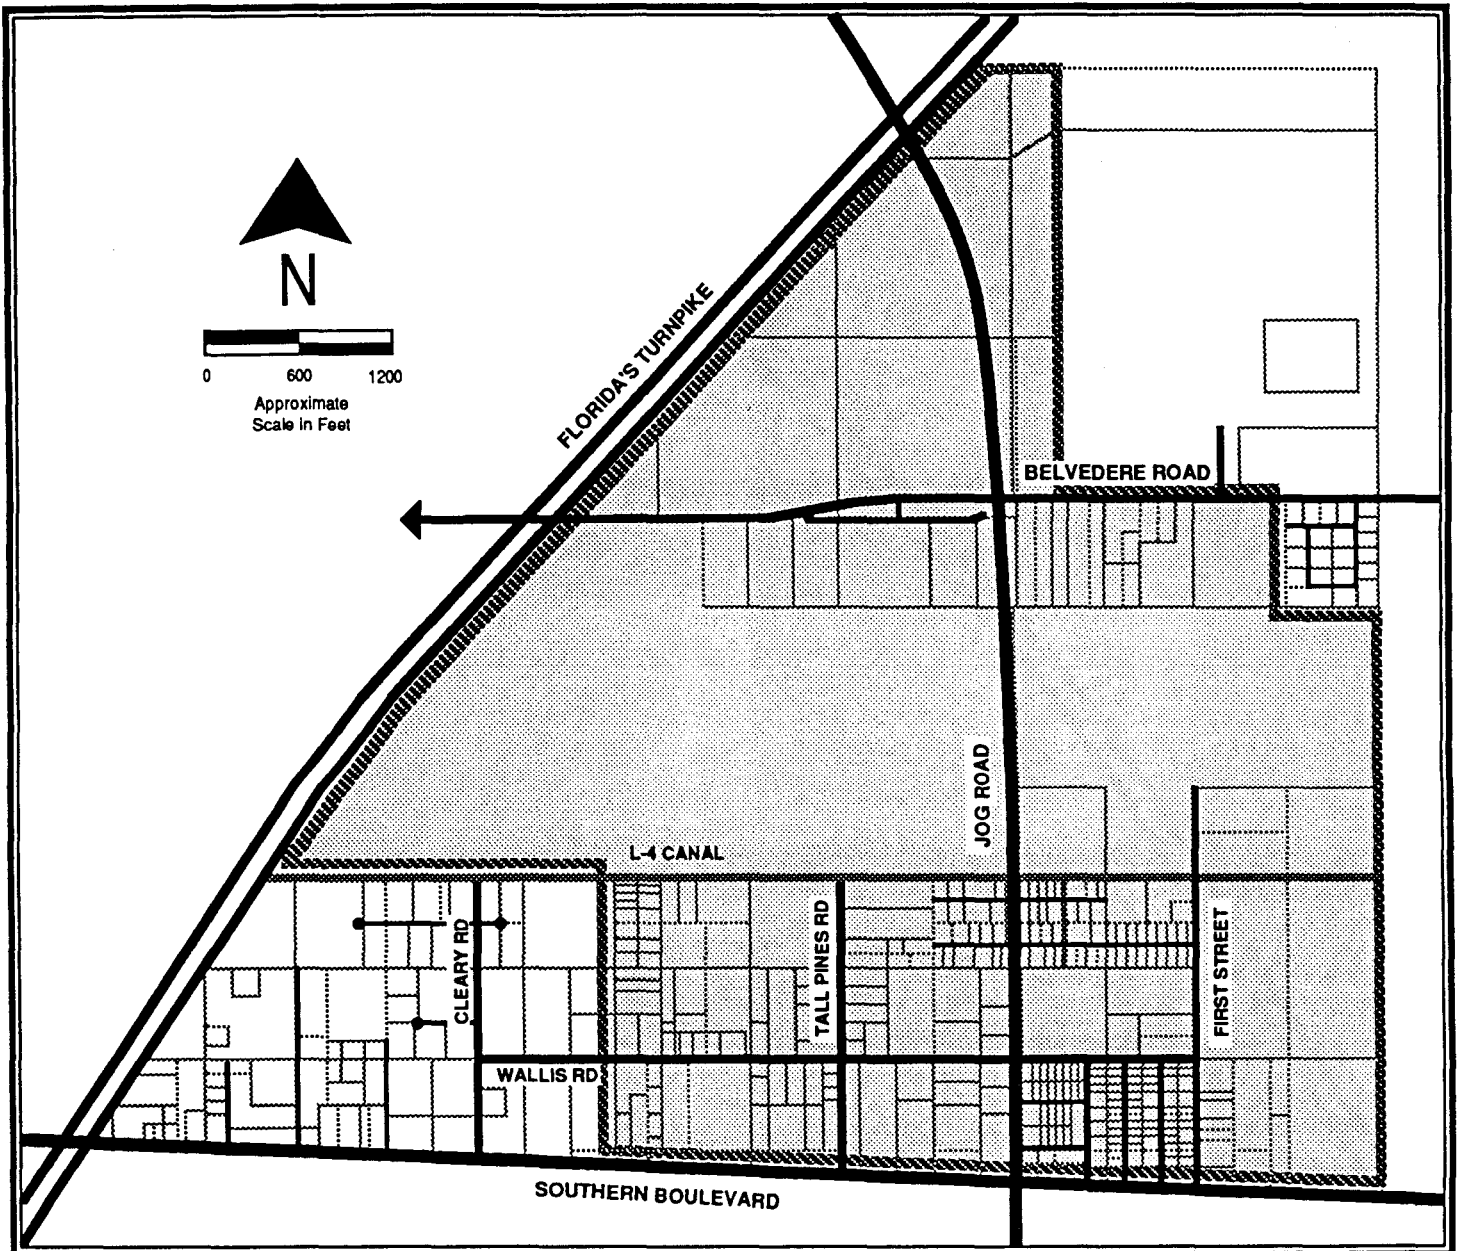 N
0 600 1200
Approximate
Scale in Feet
FLORIDA'S TURNPIKE
BELVEDERE ROAD
JOG ROAD
L-4 CANAL
CLEARY RD
TALL PINES RD
FIRST STREET
WALLIS RD
SOUTHERN BOULEVARD